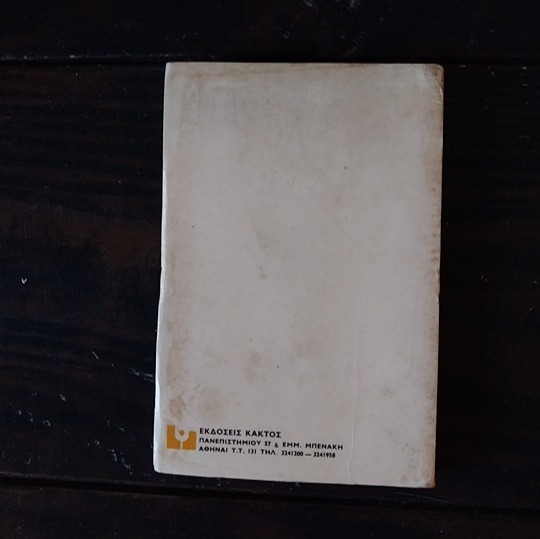 ΕΚΔΟΣΕΙΣ ΚΑΚΤΟΣ
ΠΑΝΕΠΙΣΤΗΜΙΟΥ 57 & ΕΜΜ. ΜΠΕΝΑΚΗ
ΑΘΗΝΑΙ Τ.Τ. 131 ΤΗΛ. 3241200 — 3241958